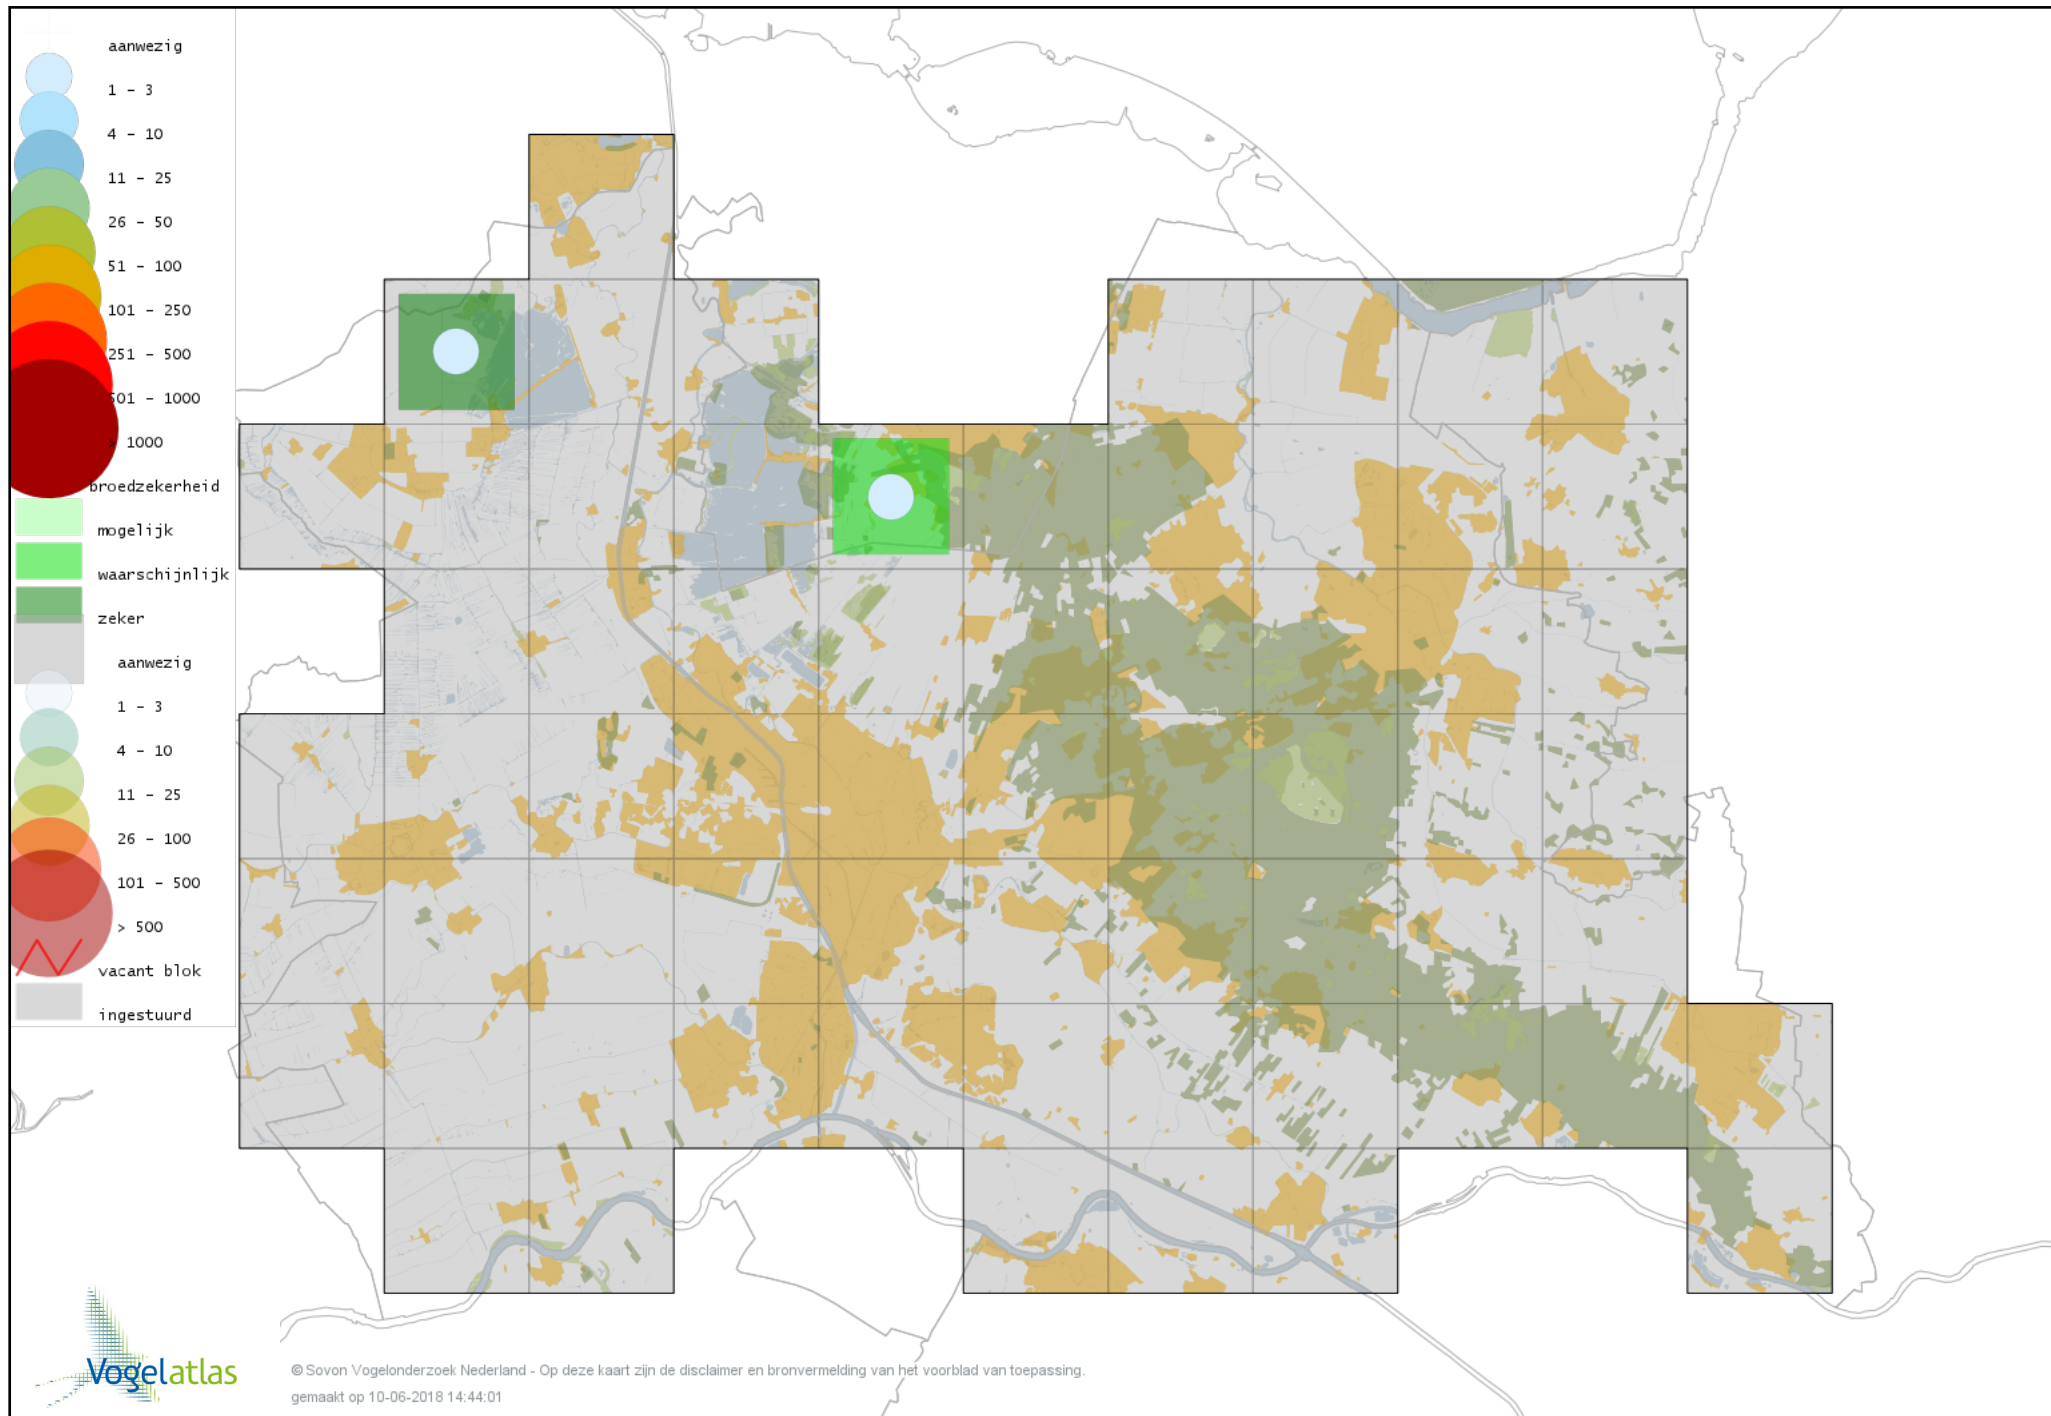 aanwezig
1 - 3
4 - 10
11 - 25
26 - 50
51 - 100
101 - 250
251 - 500
501 - 1000
> 1000
broedzekerheid
mogelijk
waarschijnlijk
zeker
aanwezig
1 - 3
4 - 10
11 - 25
26 - 100
101 - 500
> 500
vacant blok
ingestuurd
Vogelatlas
© Sovon Vogelonderzoek Nederland - Op deze kaart zijn de disclaimer en bronvermelding van het voorblad van toepassing.
gemaakt op 10-06-2018 14:44:01